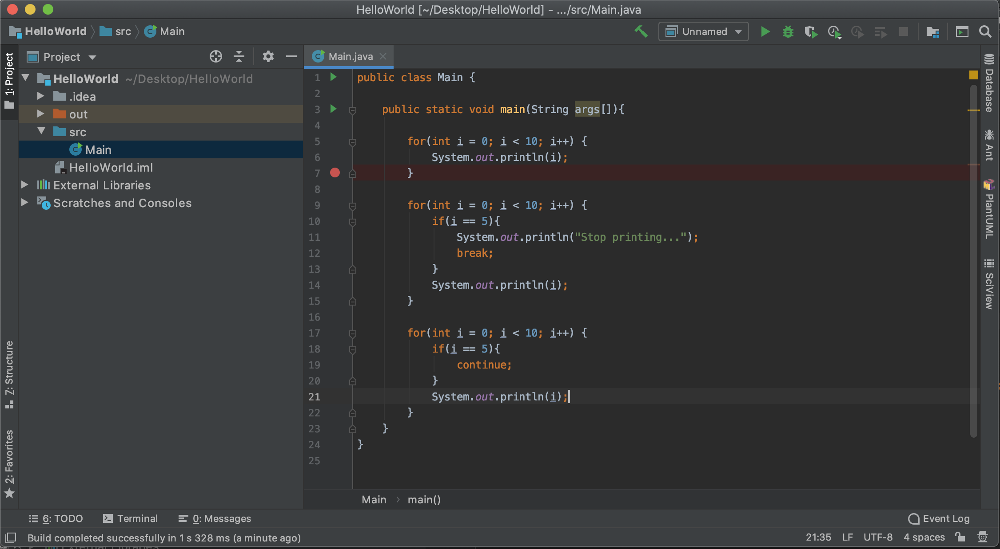 HelloWorld [~/Desktop/HelloWorld] - .../src/Main.java
HelloWorld src Main
Unnamed
1: Project
Project
HelloWorld ~/Desktop/HelloWorld
.idea
out
src
Main
HelloWorld.iml
External Libraries
Scratches and Consoles
7: Structure
2: Favorites
Main.java
1 public class Main {
2
3     public static void main(String args[]){
4
5         for(int i = 0; i < 10; i++) {
6             System.out.println(i);
7         }
8
9         for(int i = 0; i < 10; i++) {
10             if(i == 5){
11                 System.out.println("Stop printing...");
12                 break;
13             }
14             System.out.println(i);
15         }
16
17         for(int i = 0; i < 10; i++) {
18             if(i == 5){
19                 continue;
20             }
21             System.out.println(i);
22         }
23     }
24 }
25
Main › main()
Database
Ant
PlantUML
SciView
6: TODO Terminal 0: Messages Event Log
Build completed successfully in 1 s 328 ms (a minute ago) 21:35 LF UTF-8 4 spaces